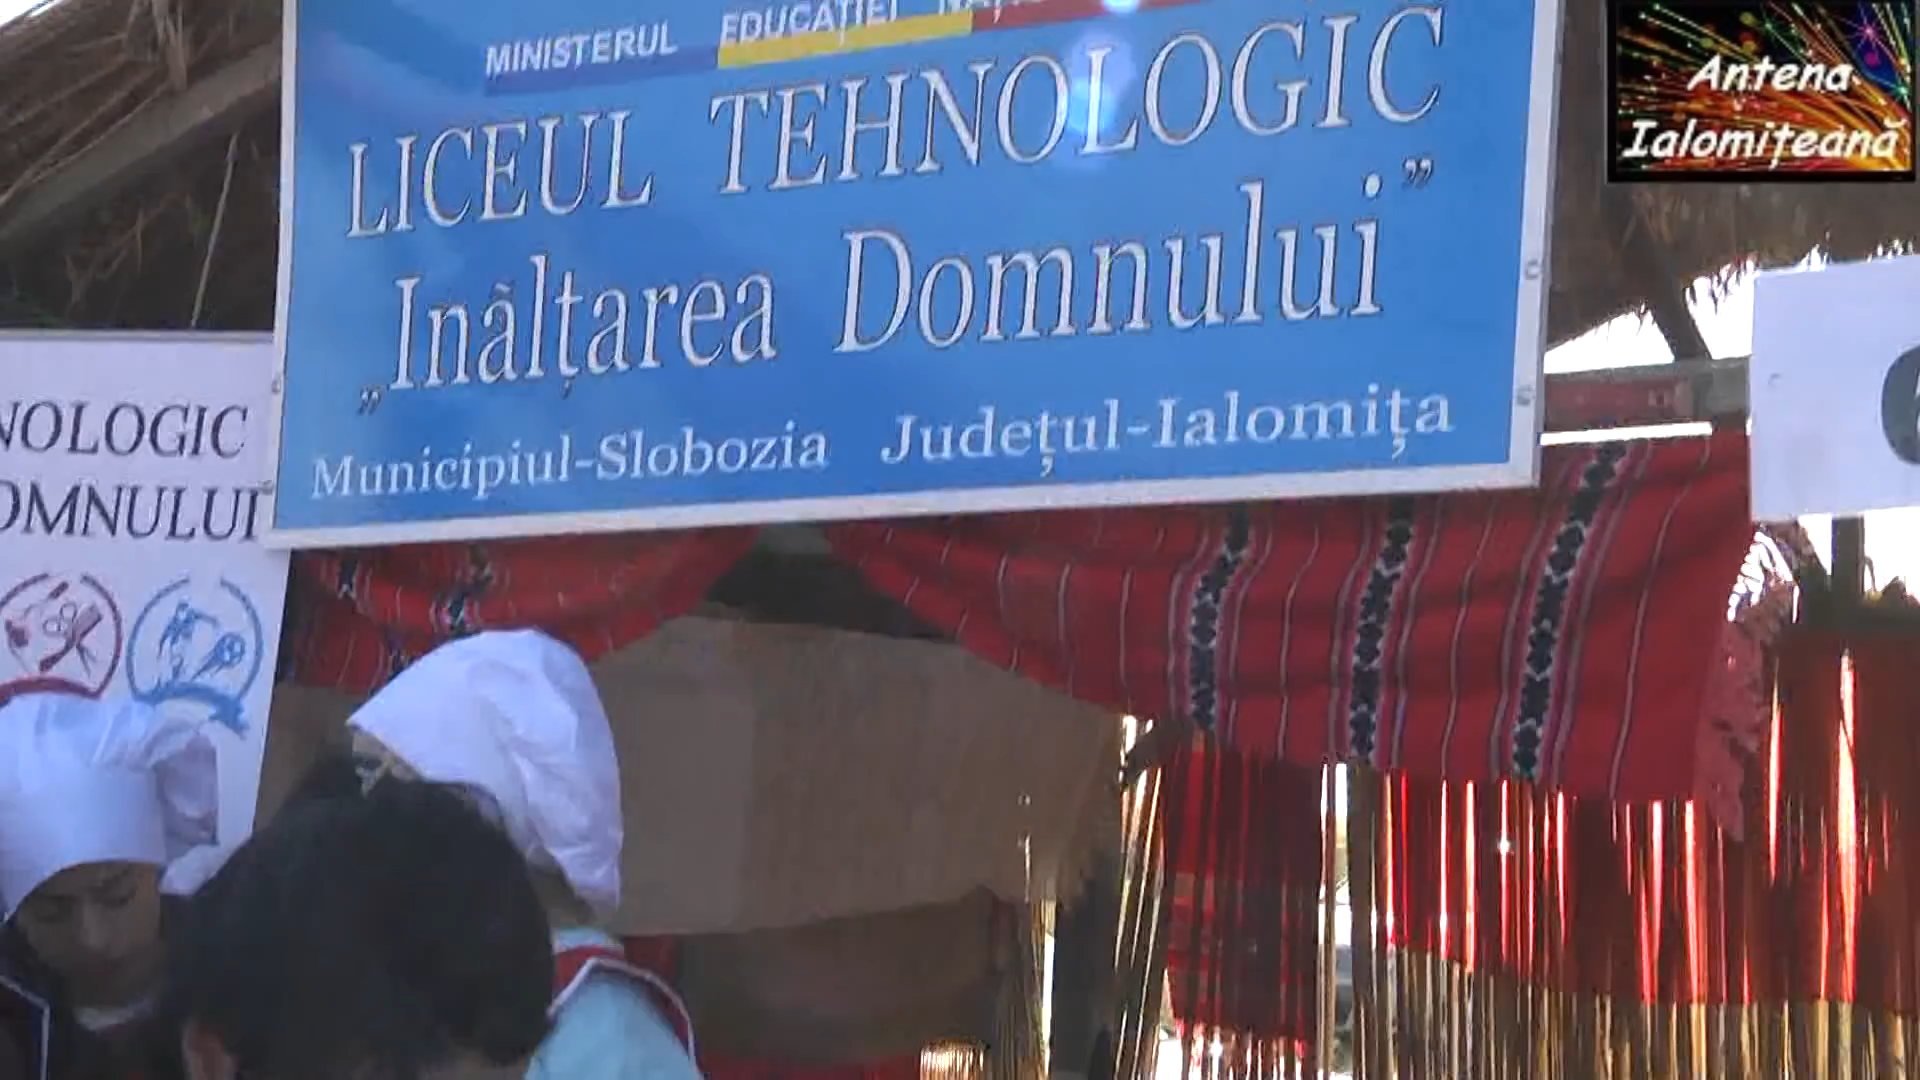 MINISTERUL EDUCAȚIEI
LICEUL TEHNOLOGIC
„Inălțarea Domnului”
Municipiul-Slobozia Județul-Ialomița
NOLOGIC
OMNULUI
Antena
Ialomițeană